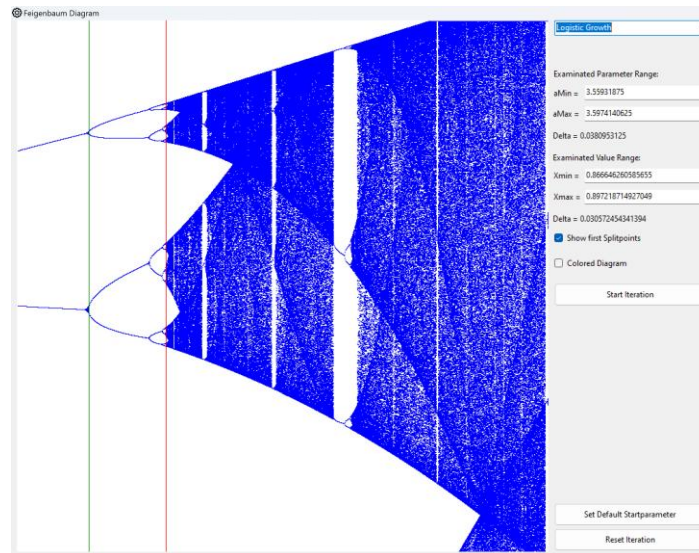 Feigenbaum Diagram
Logistic Growth
Examinated Parameter Range:
aMin = 3.55931875
aMax = 3.5974140625
Delta = 0.0380953125
Examinated Value Range:
Xmin = 0.866646260585655
Xmax = 0.897218714927049
Delta = 0.030572454341394
Show first Splitpoints
Colored Diagram
Start Iteration
Set Default Startparameter
Reset Iteration